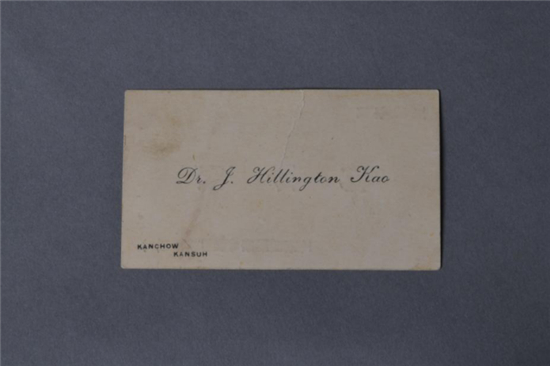 Dr. J. Hillington Kao
KANCHOW
KANSUH